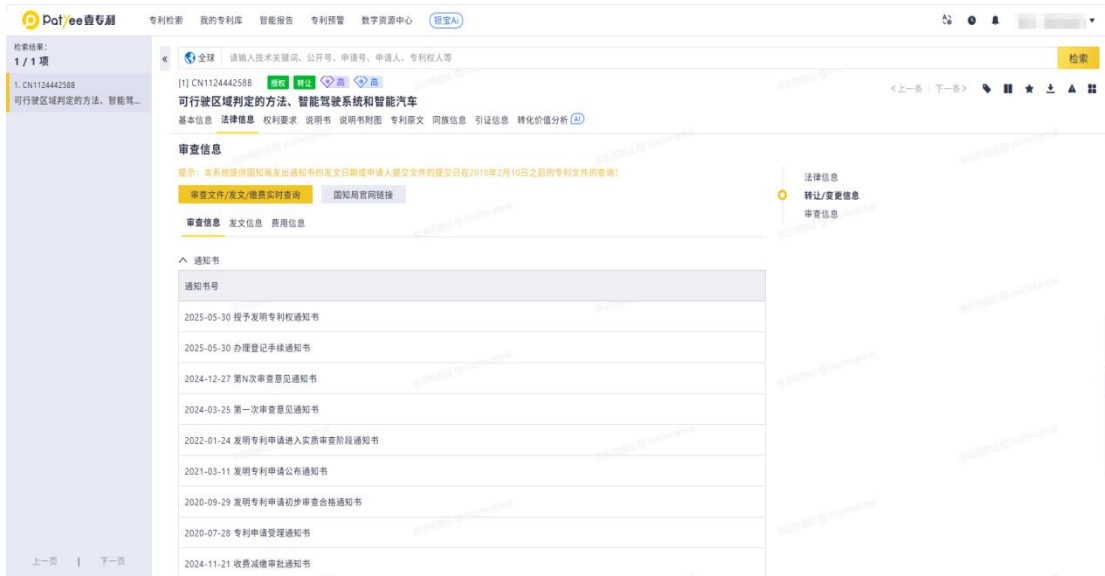 Patyee壹专利 专利检索 我的专利库 智能报告 专利预警 数字资源中心 钽宝Ai
检索结果:
1 / 1 项
1. CN112444258B
可行驶区域判定的方法、智能驾...
上一页 | 下一页
« 全球 请输入技术关键词、公开号、申请号、申请人、专利权人等 检索
[1] CN112444258B 授权 转让 高 高
<上一条 | 下一条>
可行驶区域判定的方法、智能驾驶系统和智能汽车
基本信息 法律信息 权利要求 说明书 说明书附图 专利原文 同族信息 引证信息 转化价值分析 AI
审查信息
提示: 本系统提供国知局发出通知书的发文日期或申请人提交文件的提交日在2010年2月10日之后的专利文件的查询!
审查文件/发文/缴费实时查询 国知局官网链接
审查信息 发文信息 费用信息
通知书
通知书号
2025-05-30 授予发明专利权通知书
2025-05-30 办理登记手续通知书
2024-12-27 第N次审查意见通知书
2024-03-25 第一次审查意见通知书
2022-01-24 发明专利申请进入实质审查阶段通知书
2021-03-11 发明专利申请公布通知书
2020-09-29 发明专利申请初步审查合格通知书
2020-07-28 专利申请受理通知书
2024-11-21 收费减缴审批通知书
法律信息
转让/变更信息
审查信息